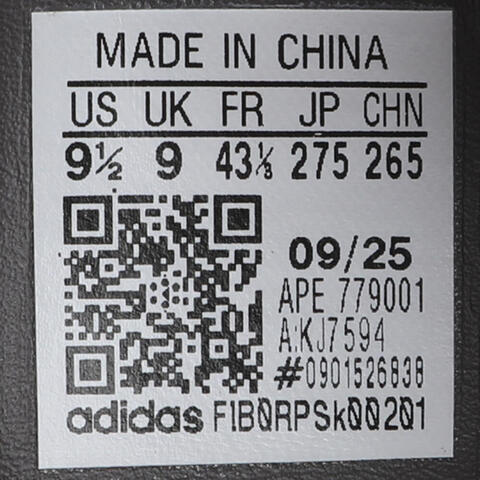 MADE IN CHINA
US UK FR JP CHN
9½ 9 43⅓ 275 265
09/25
APE 779001
A:KJ7594
#0901526838
adidas FIB0RPSk00201